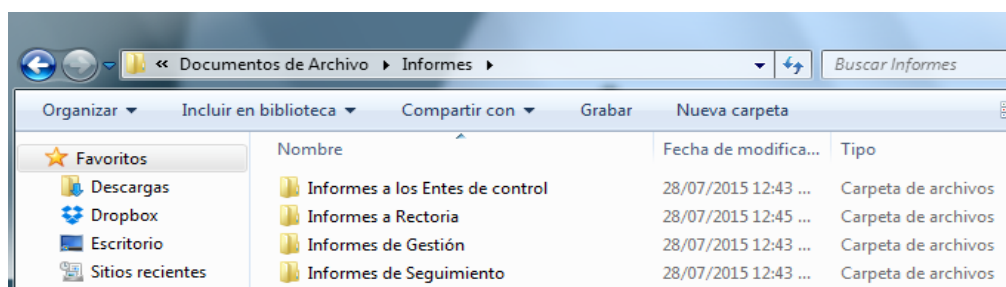 « Documentos de Archivo Informes Buscar Informes
Organizar Incluir en biblioteca Compartir con Grabar Nueva carpeta
Favoritos Nombre Fecha de modifica... Tipo
Descargas Informes a los Entes de control 28/07/2015 12:43 ... Carpeta de archivos
Dropbox Informes a Rectoria 28/07/2015 12:45 ... Carpeta de archivos
Escritorio Informes de Gestión 28/07/2015 12:43 ... Carpeta de archivos
Sitios recientes Informes de Seguimiento 28/07/2015 12:43 ... Carpeta de archivos